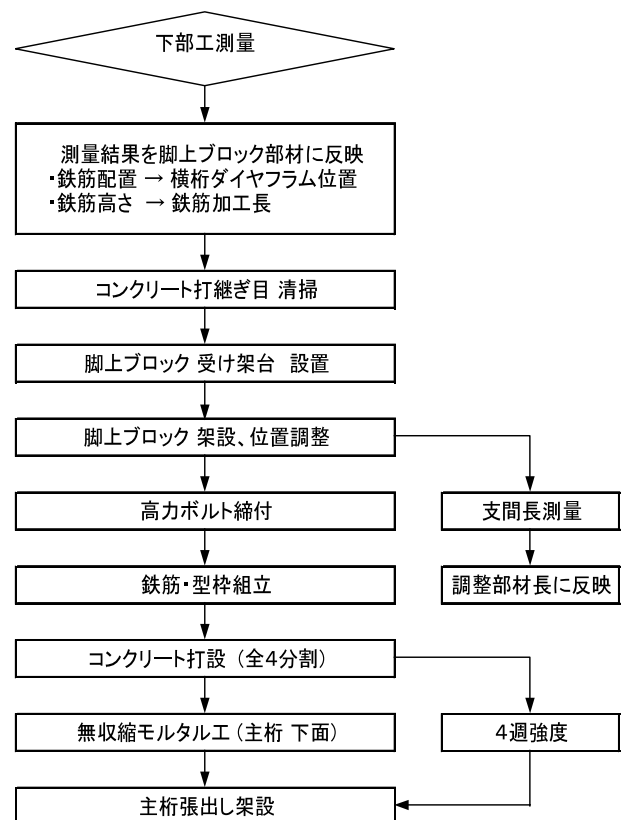 下部工測量
測量結果を脚上ブロック部材に反映
・鉄筋配置 → 横桁ダイヤフラム位置
・鉄筋高さ → 鉄筋加工長
コンクリート打継ぎ目 清掃
脚上ブロック 受け架台 設置
脚上ブロック 架設、位置調整
高力ボルト締付
支間長測量
鉄筋・型枠組立
調整部材長に反映
コンクリート打設 (全4分割)
無収縮モルタル工 (主桁 下面)
4週強度
主桁張出し架設